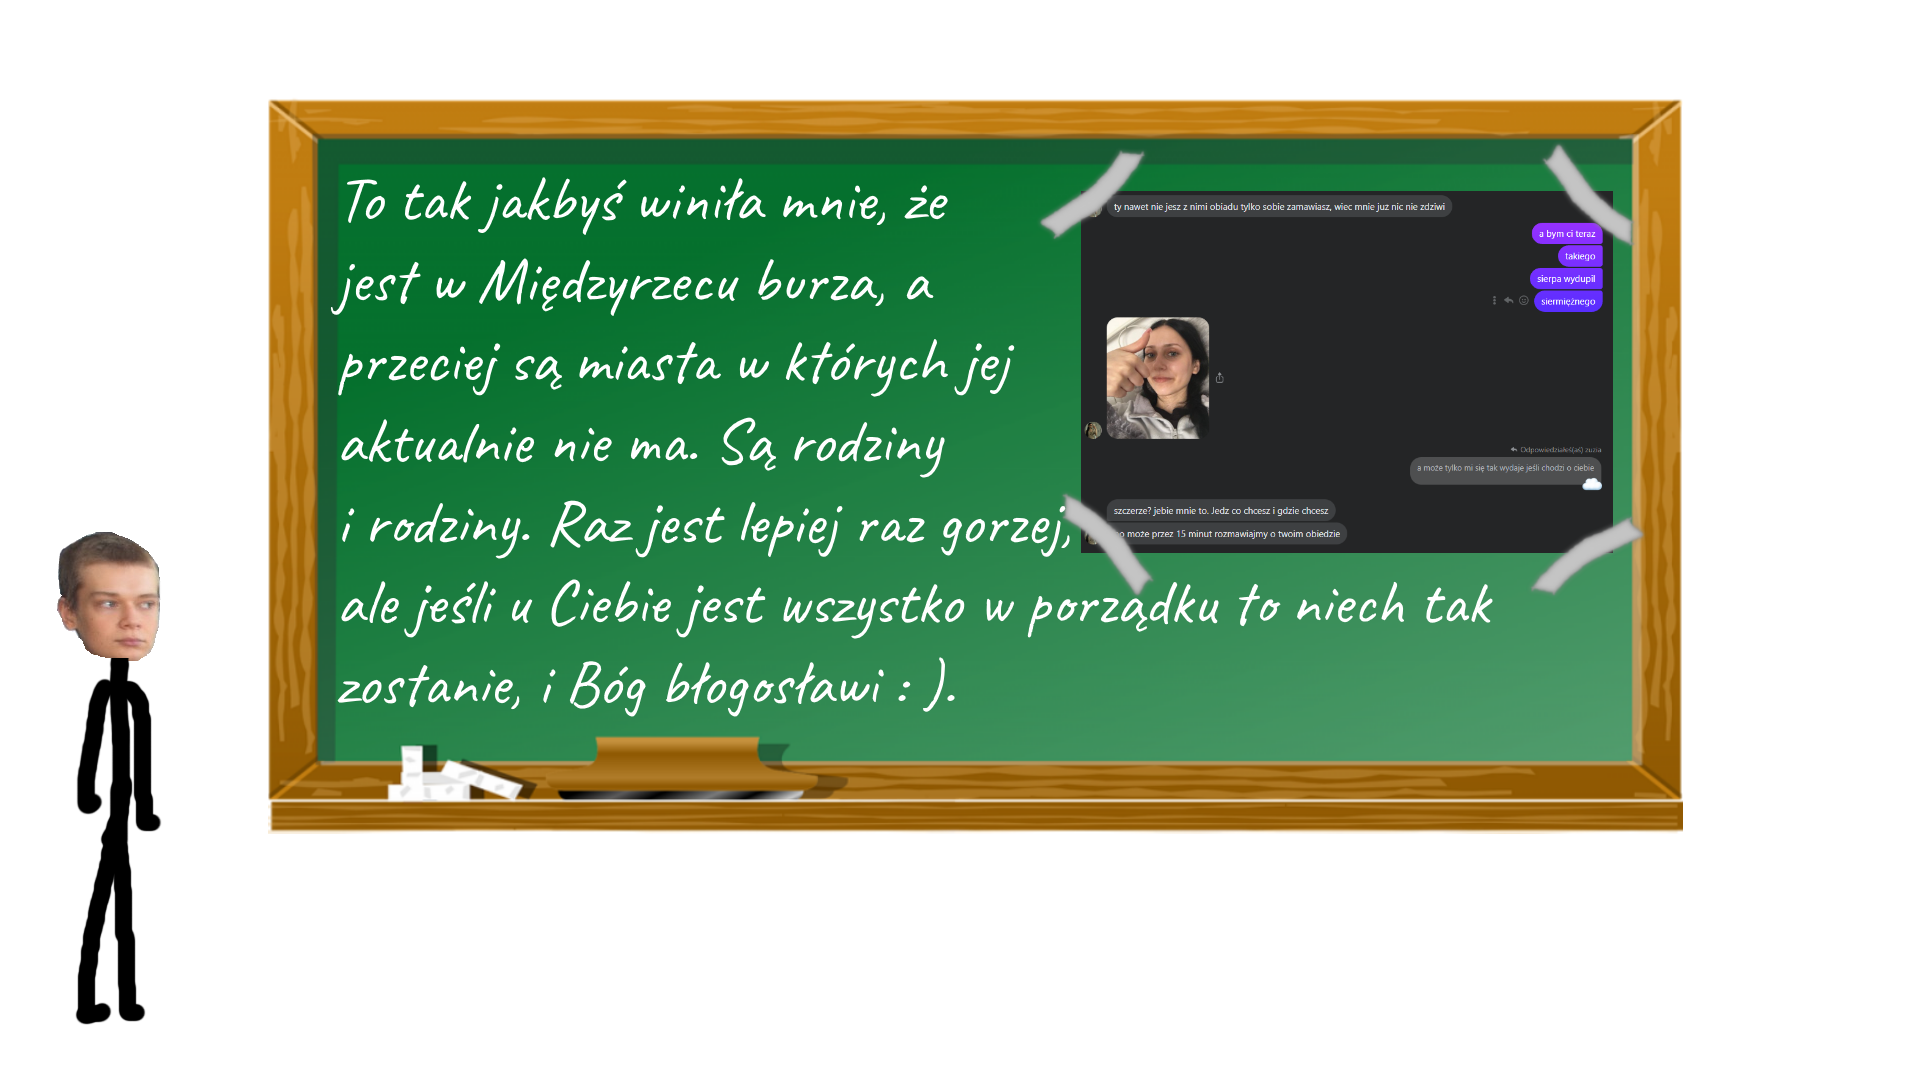 To tak jakbyś winiła mnie, że
jest w Międzyrzecu burza, a
przeciej są miasta w których jej
aktualnie nie ma. Są rodziny
i rodziny. Raz jest lepiej raz gorzej,
ale jeśli u Ciebie jest wszystko w porządku to niech tak
zostanie, i Bóg błogosławi : ).
ty nawet nie jesz z nimi obiadu tylko sobie zamawiasz, wiec mnie juz nic nie zdziwi
a bym ci teraz
takiego
sierpa wydupił
siermiężnego
Odpowiedziałeś(aś) zuzia
a może tylko mi się tak wydaje jeśli chodzi o ciebie
szczerze? jebie mnie to. Jedz co chcesz i gdzie chcesz
o może przez 15 minut rozmawiajmy o twoim obiedzie